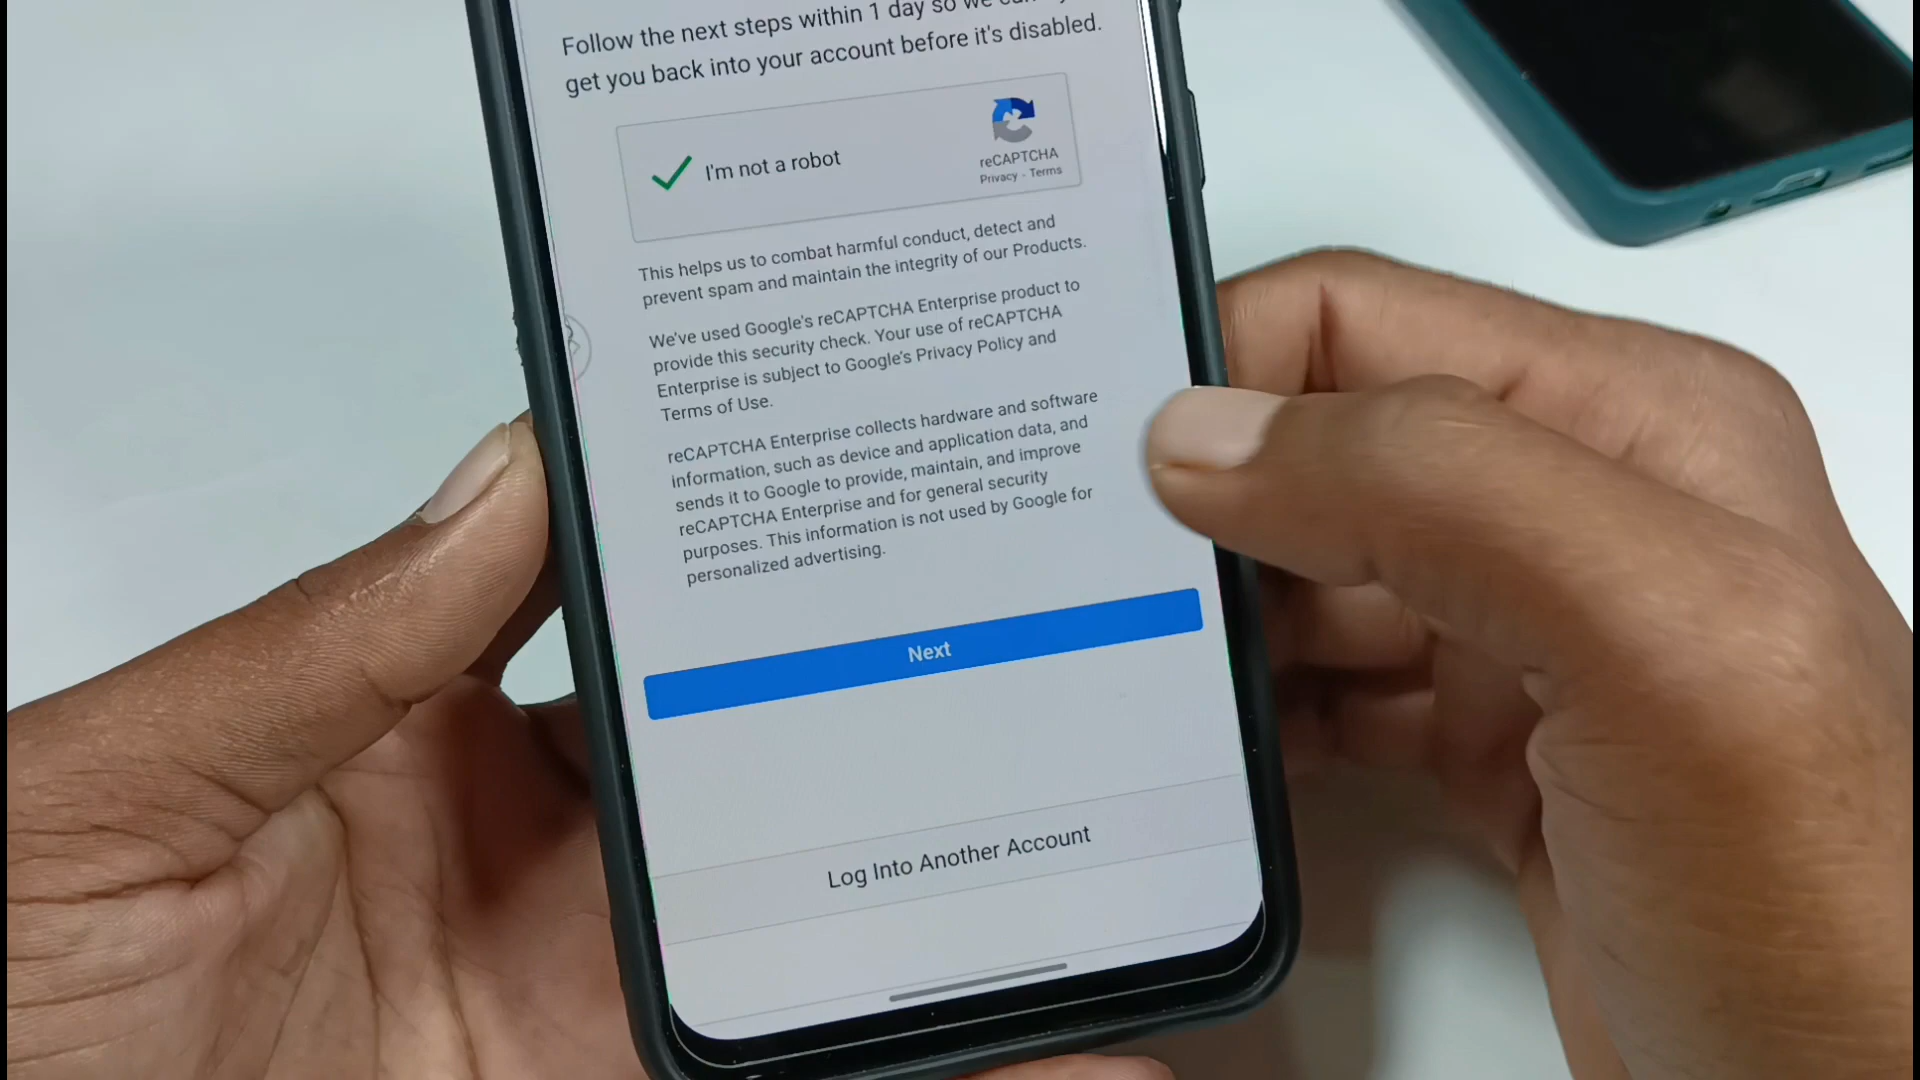 Follow the next steps within 1 day so we
get you back into your account before it's disabled.
I'm not a robot
reCAPTCHA
Privacy - Terms
This helps us to combat harmful conduct, detect and
prevent spam and maintain the integrity of our Products.
We've used Google's reCAPTCHA Enterprise product to
provide this security check. Your use of reCAPTCHA
Enterprise is subject to Google's Privacy Policy and
Terms of Use.
reCAPTCHA Enterprise collects hardware and software
information, such as device and application data, and
sends it to Google to provide, maintain, and improve
reCAPTCHA Enterprise and for general security
purposes. This information is not used by Google for
personalized advertising.
Next
Log Into Another Account